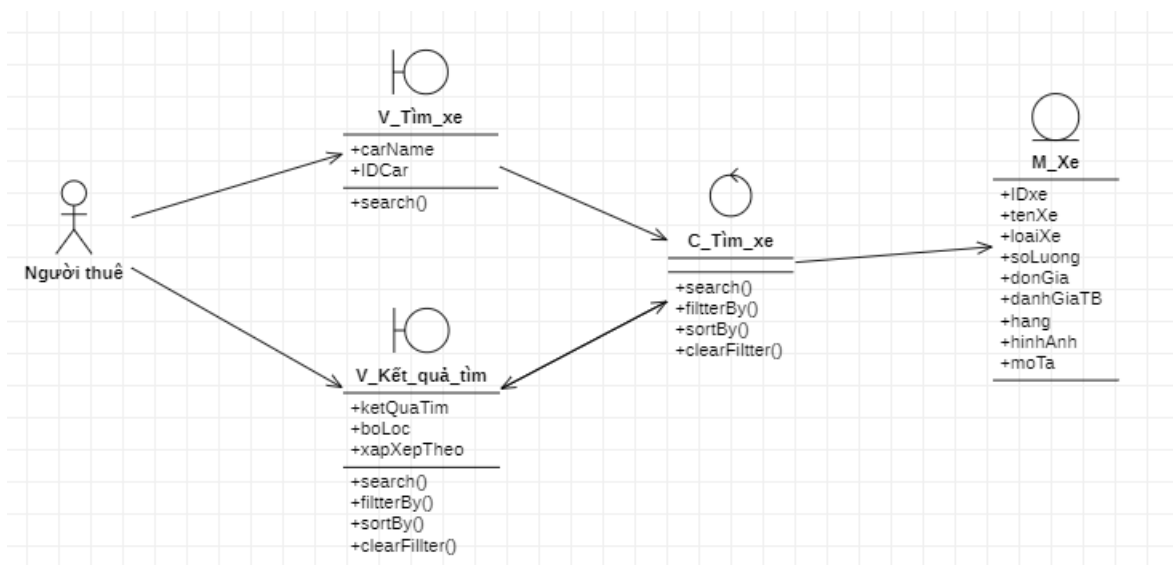 V_Tìm_xe
+carName
+IDCar
+search()
Người thuê
V_Kết_quả_tìm
+ketQuaTim
+boLoc
+xapXepTheo
+search()
+filtterBy()
+sortBy()
+clearFillter()
C_Tìm_xe
+search()
+filtterBy()
+sortBy()
+clearFiltter()
M_Xe
+IDxe
+tenXe
+loaiXe
+soLuong
+donGia
+danhGiaTB
+hang
+hinhAnh
+moTa